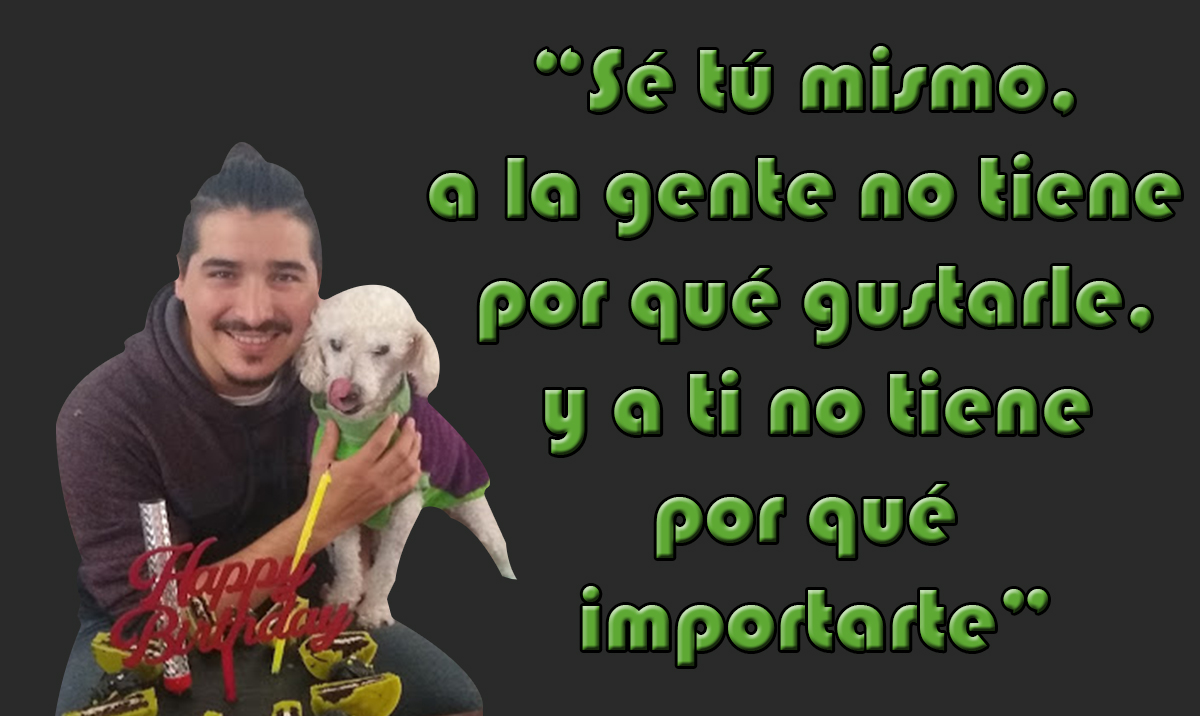 “Sé tú mismo,
a la gente no tiene
por qué gustarle,
y a ti no tiene
por qué
importarte”
Happy
Birthday